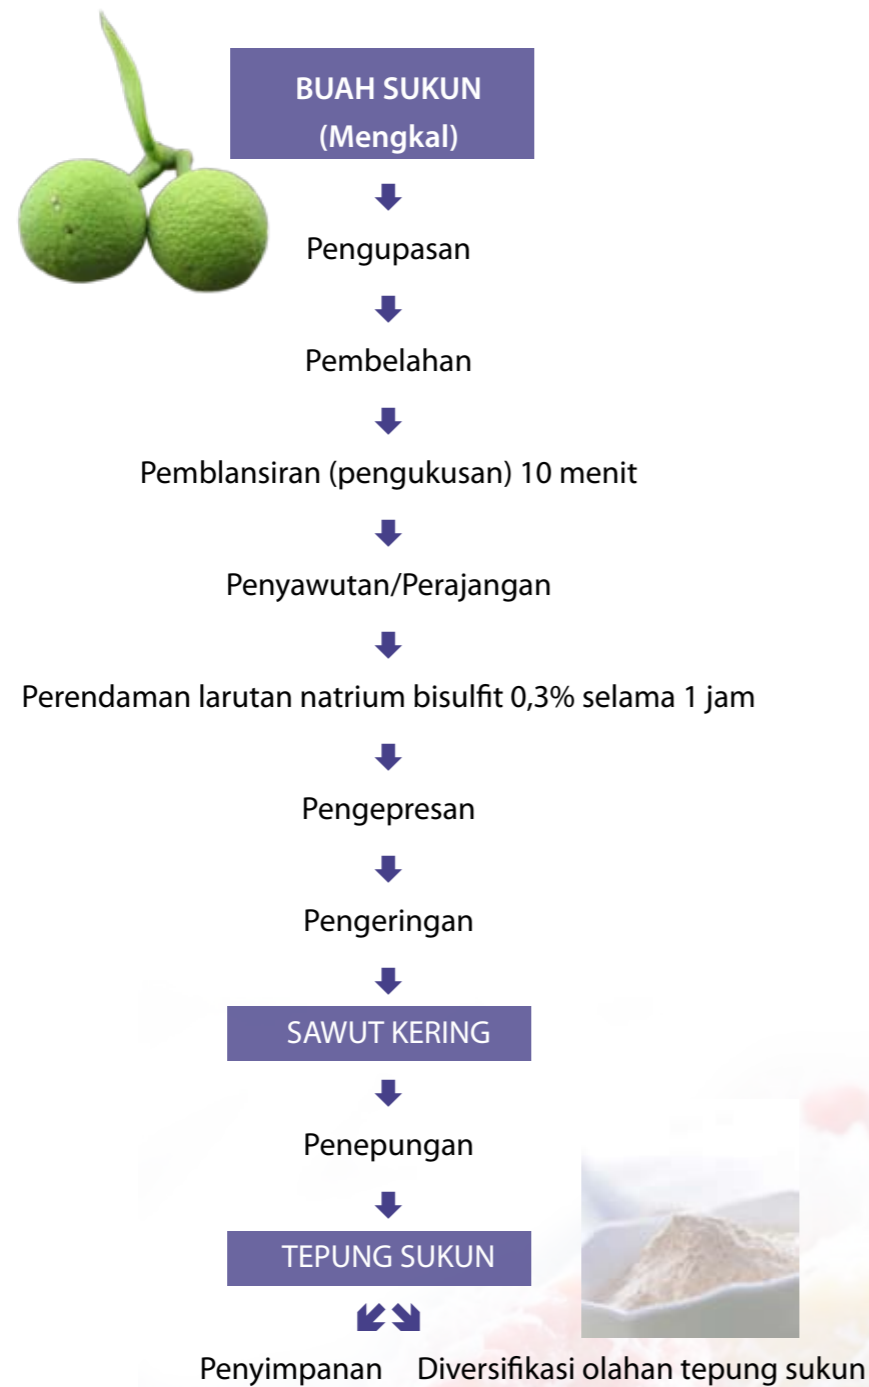 BUAH SUKUN
(Mengkal)
Pengupasan
Pembelahan
Pemblansiran (pengukusan) 10 menit
Penyawutan/Perajangan
Perendaman larutan natrium bisulfit 0,3% selama 1 jam
Pengepresan
Pengeringan
SAWUT KERING
Penepungan
TEPUNG SUKUN
Penyimpanan Diversifikasi olahan tepung sukun